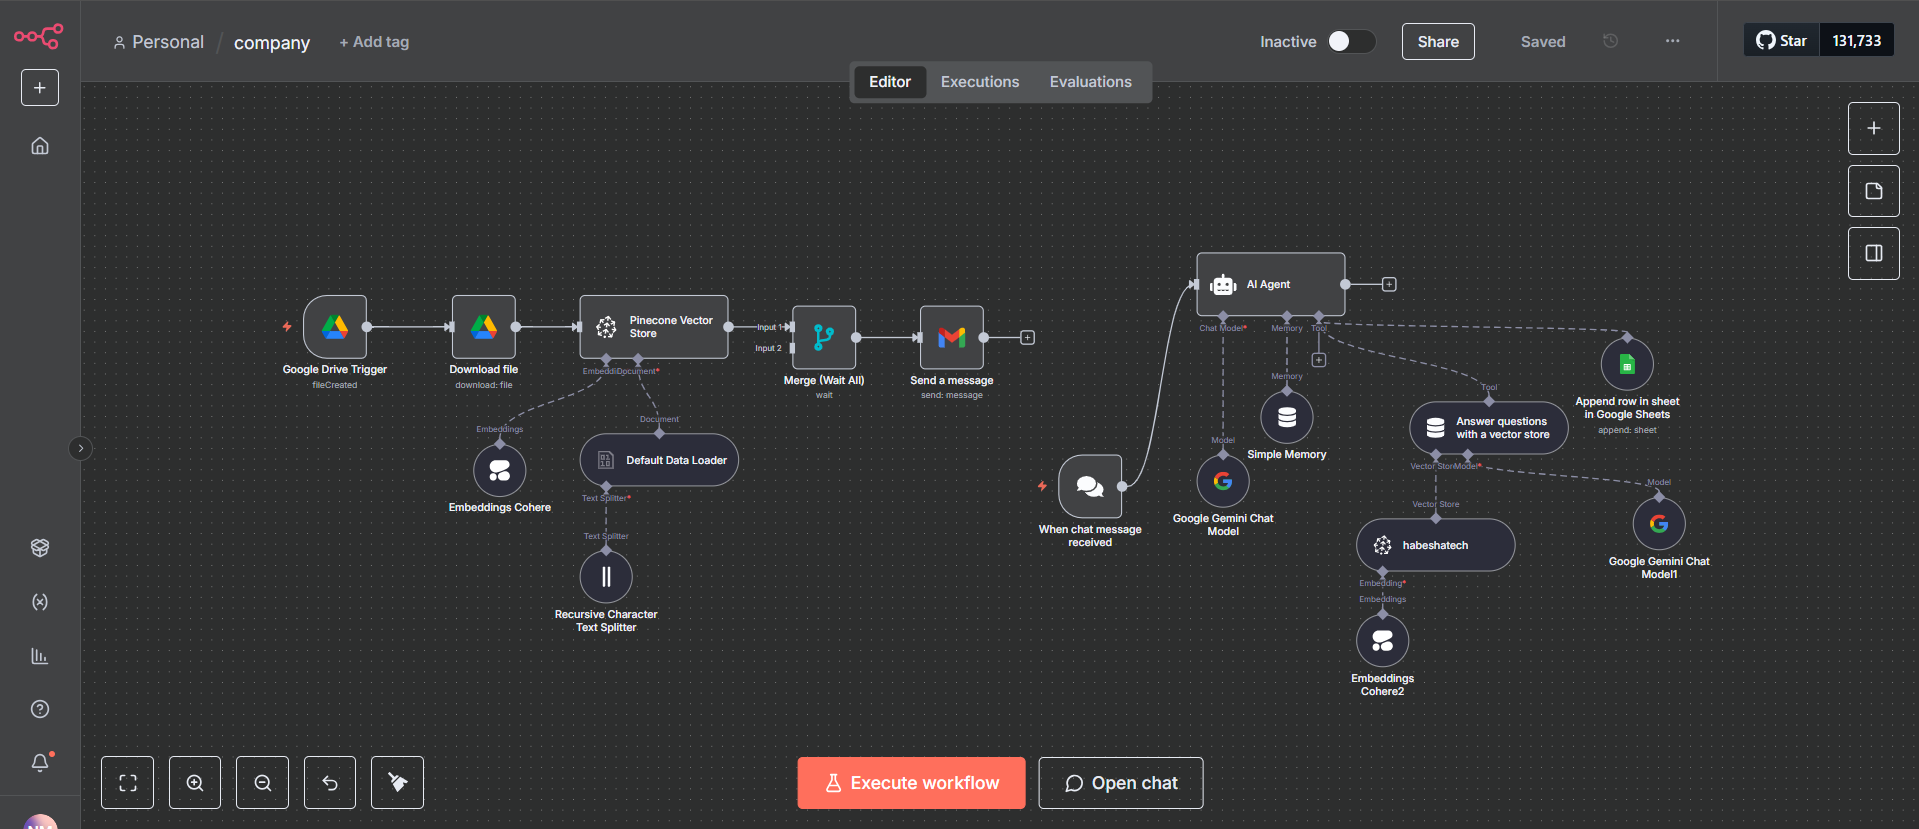 Personal / company + Add tag
Inactive
Share
Saved
Star 131,733
Editor Executions Evaluations
Google Drive Trigger
fileCreated
Download file
download: file
Pinecone Vector
Store
Document*
Embeddings
Embeddings Cohere
Document
Default Data Loader
Text Splitter*
Text Splitter
Recursive Character
Text Splitter
Input 1
Input 2
Merge (Wait All)
wait
Send a message
send: message
When chat message
received
AI Agent
Chat Model*
Memory
Tool
Model
Google Gemini Chat
Model
Memory
Simple Memory
Tool
Answer questions
with a vector store
Model*
Append row in sheet
in Google Sheets
append: sheet
Vector Store
habeshatech
Embedding*
Embeddings
Embeddings
Cohere2
Model
Google Gemini Chat
Model1
Execute workflow
Open chat